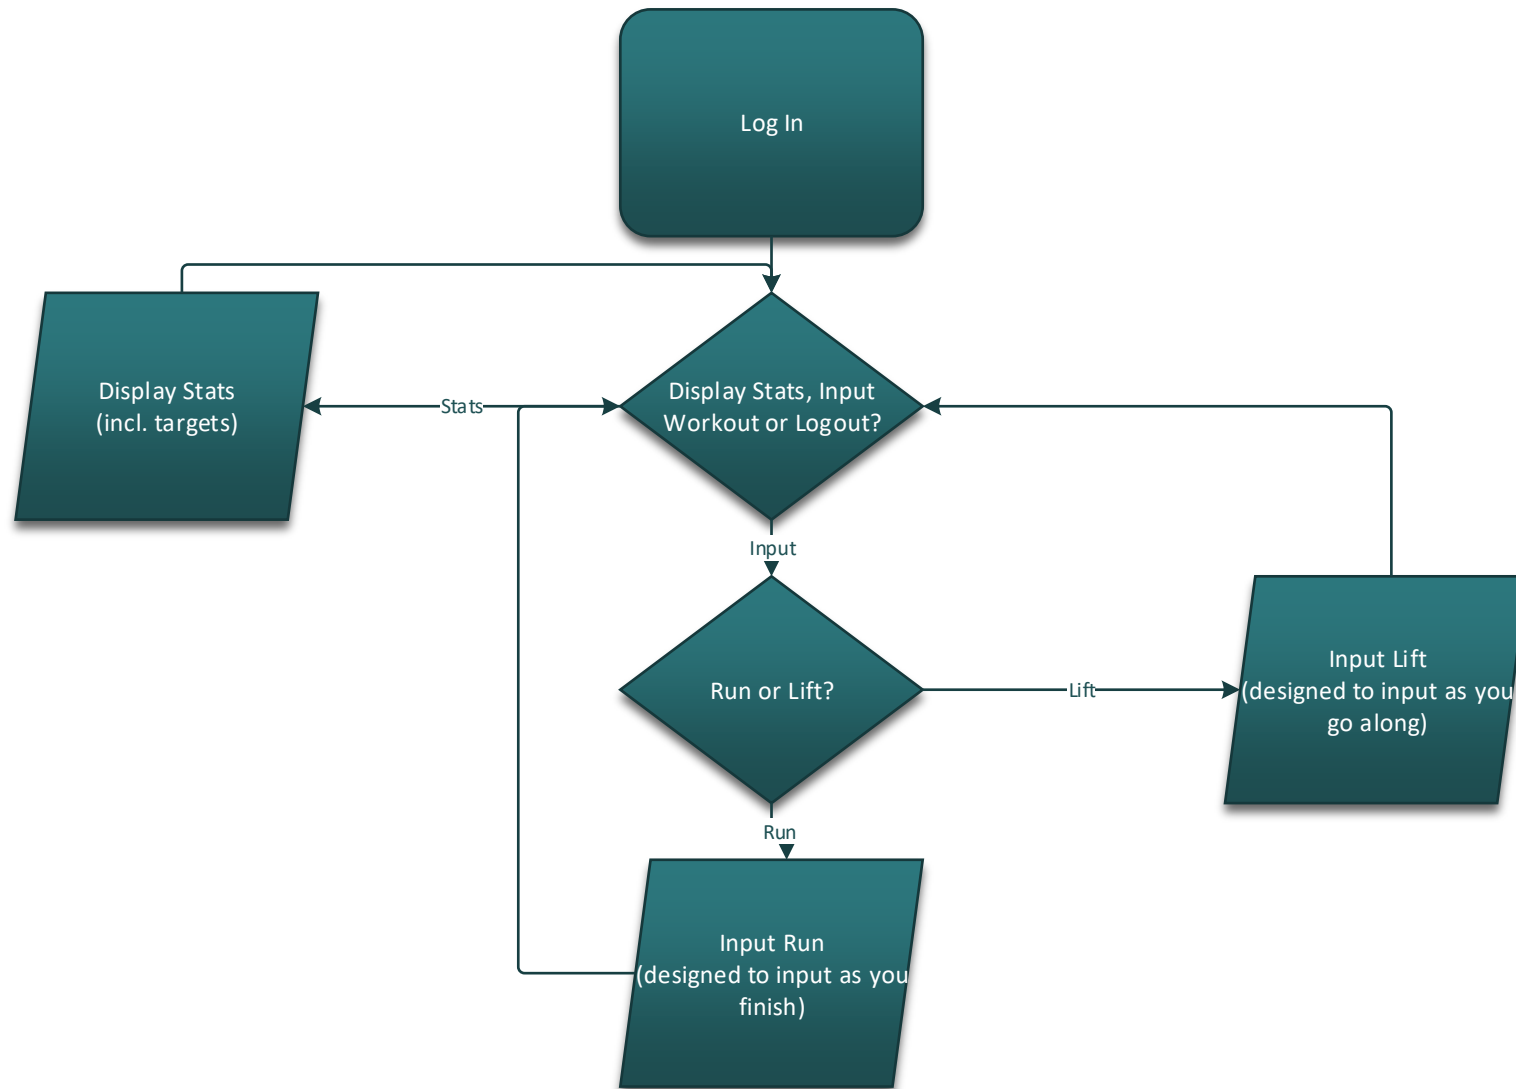 Log In
Display Stats
(incl. targets)
Stats
Display Stats, Input
Workout or Logout?
Input
Run or Lift?
Lift
Input Lift
(designed to input as you
go along)
Run
Input Run
(designed to input as you
finish)